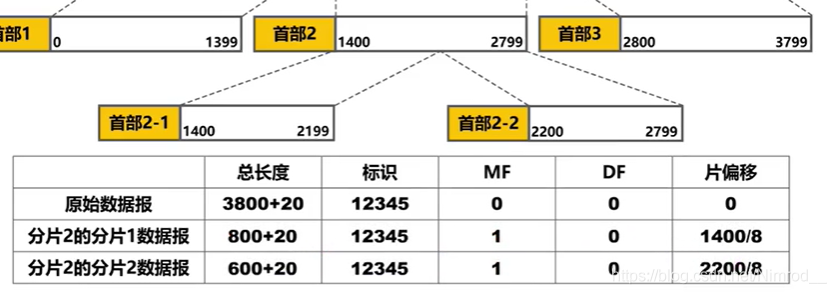 首部1 0 1399 首部2 1400 2799 首部3 2800 3799
首部2-1 1400 2199 首部2-2 2200 2799
总长度 标识 MF DF 片偏移
原始数据报 3800+20 12345 0 0 0
分片2的分片1数据报 800+20 12345 1 0 1400/8
分片2的分片2数据报 600+20 12345 1 0 2200/8
https://blog.csdn.net/Nimrod__